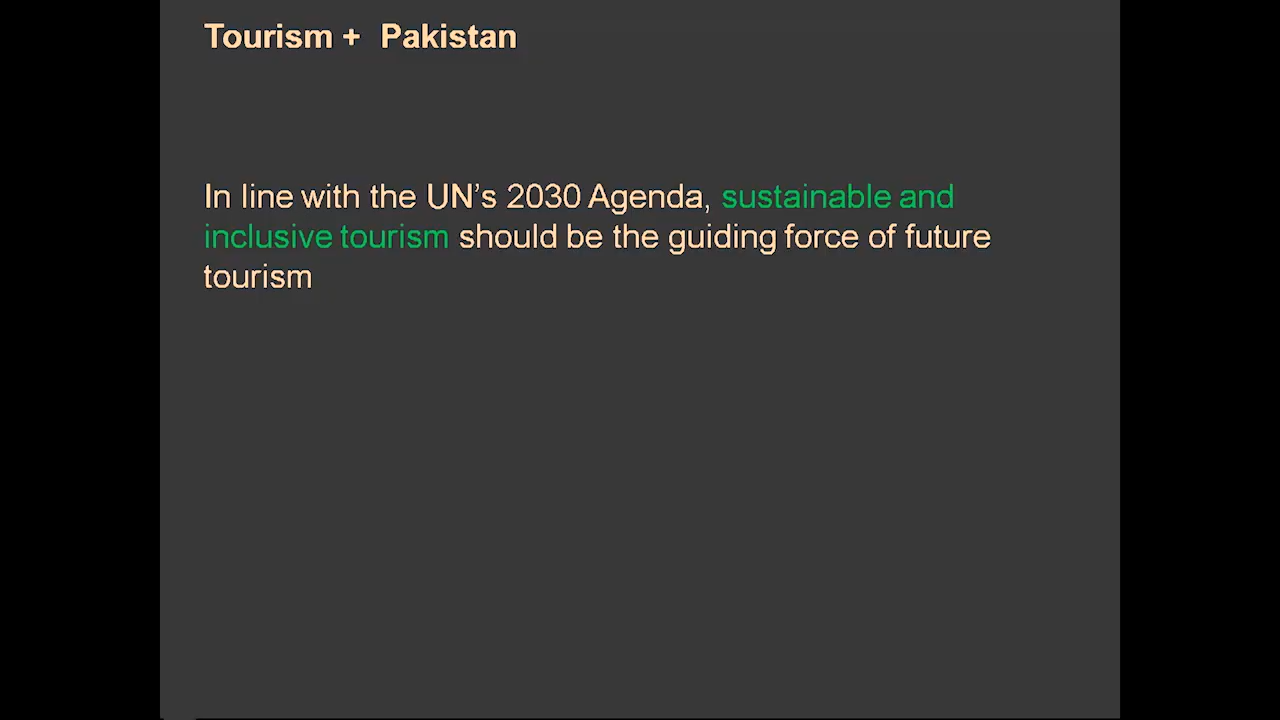 Tourism +  Pakistan
In line with the UN’s 2030 Agenda, sustainable and
inclusive tourism should be the guiding force of future
tourism